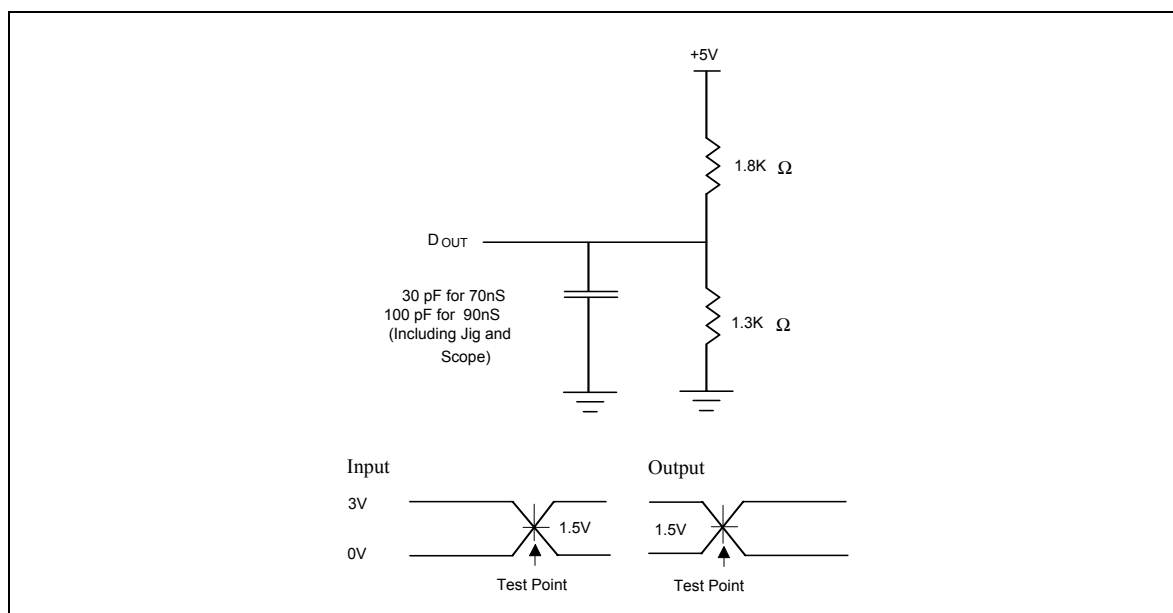 +5V
1.8K Ω
D OUT
30 pF for 70nS
100 pF for 90nS
(Including Jig and
Scope)
1.3K Ω
Input
Output
3V
1.5V
1.5V
0V
Test Point
Test Point